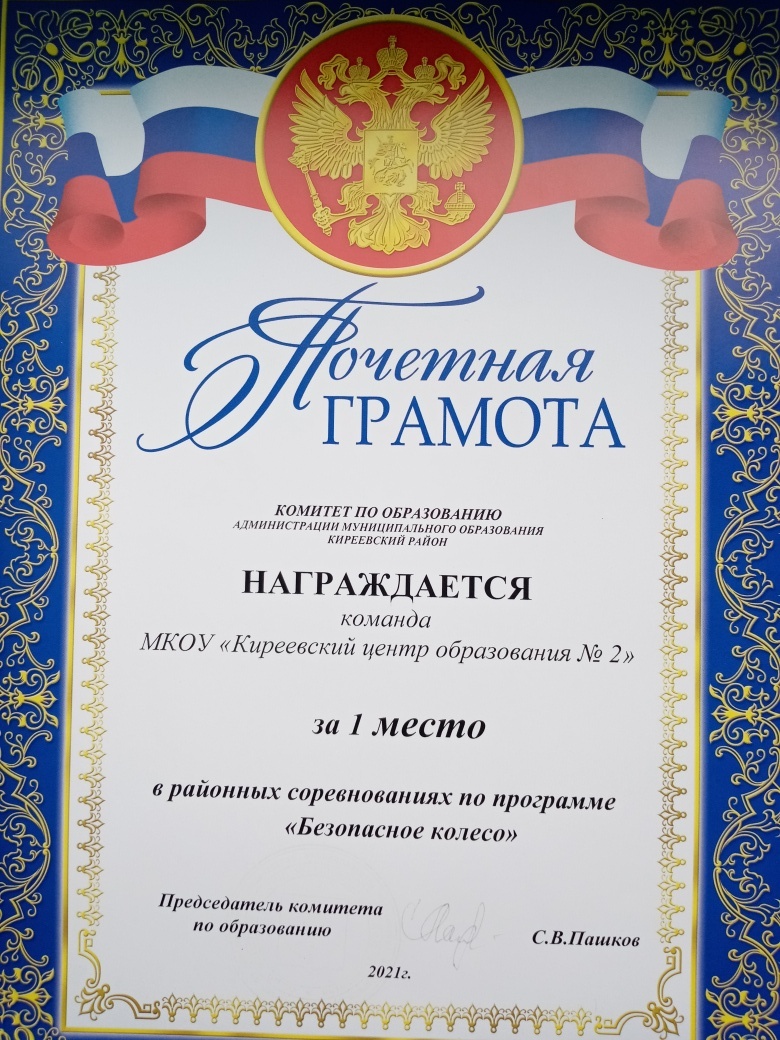 Почетная
ГРАМОТА
КОМИТЕТ ПО ОБРАЗОВАНИЮ
АДМИНИСТРАЦИИ МУНИЦИПАЛЬНОГО ОБРАЗОВАНИЯ
КИРЕЕВСКИЙ РАЙОН
НАГРАЖДАЕТСЯ
команда
МКОУ «Киреевский центр образования № 2»
за 1 место
в районных соревнованиях по программе
«Безопасное колесо»
Председатель комитета
по образованию
С.В.Пашков
2021г.